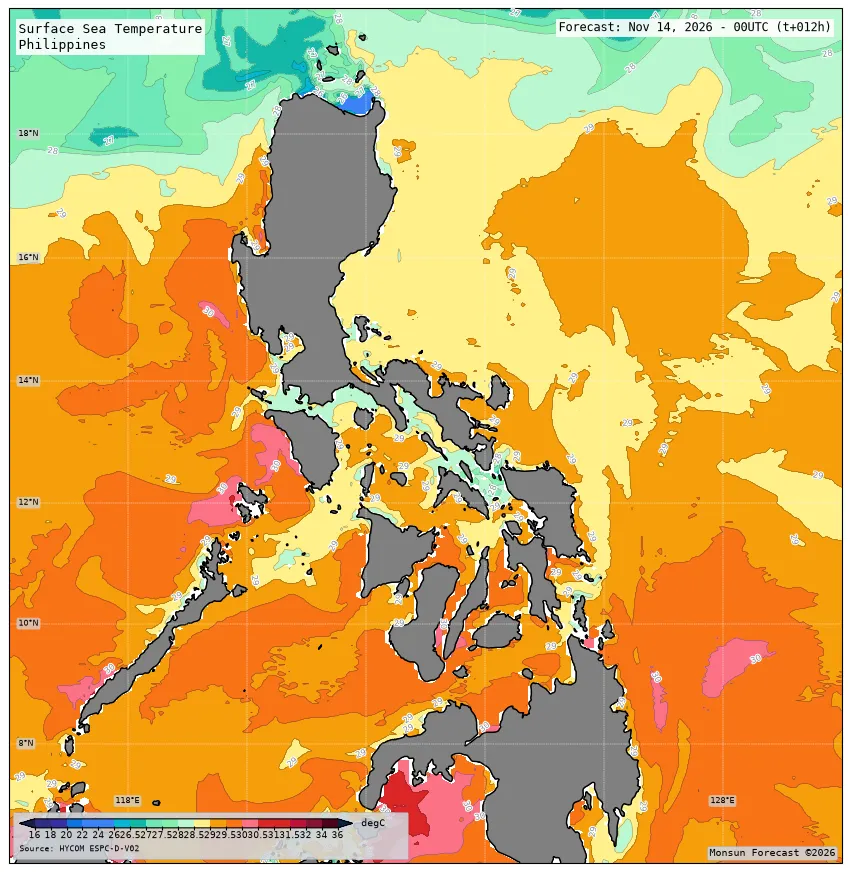 Surface Sea Temperature
Philippines
Forecast: Nov 14, 2026 - 00UTC (t+012h)
18°N
16°N
14°N
12°N
10°N
8°N
118°E
128°E
degC
16 18 20 22 24 26 26.5 27 27.5 28 28.5 29 29.5 30 30.5 31 31.5 32 34 36
Source: HYCOM ESPC-D-V02
Monsun Forecast ©2026